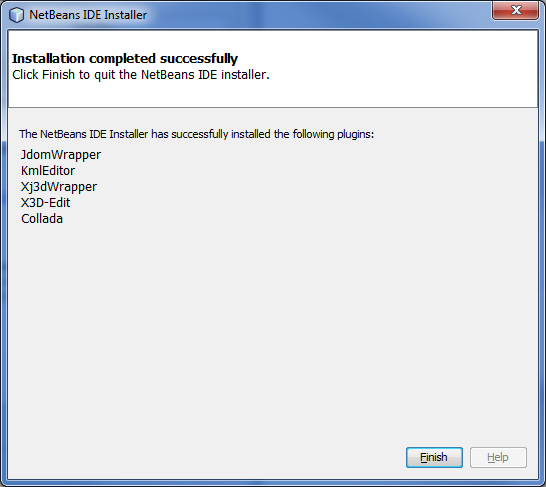 NetBeans IDE Installer
Installation completed successfully
Click Finish to quit the NetBeans IDE installer.
The NetBeans IDE Installer has successfully installed the following plugins:
JdomWrapper
KmlEditor
Xj3dWrapper
X3D-Edit
Collada
Finish Help